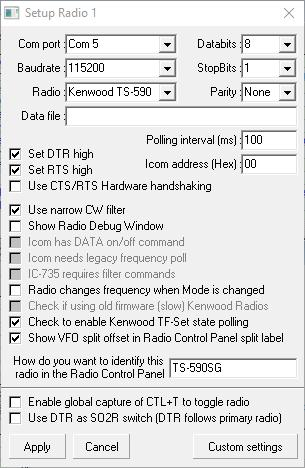 Setup Radio 1
Com port : Com 5 Databits : 8
Baudrate : 115200 StopBits : 1
Radio : Kenwood TS-590 Parity : None
Data file :
Polling interval (ms) : 100
Set DTR high
Icom address (Hex) : 00
Set RTS high
Use CTS/RTS Hardware handshaking
Use narrow CW filter
Show Radio Debug Window
Icom has DATA on/off command
Icom needs legacy frequency poll
IC-735 requires filter commands
Radio changes frequency when Mode is changed
Check if using old firmware (slow) Kenwood Radios
Check to enable Kenwood TF-Set state polling
Show VFO split offset in Radio Control Panel split label
How do you want to identify this
radio in the Radio Control Panel TS-590SG
Enable global capture of CTL+T to toggle radio
Use DTR as SO2R switch (DTR follows primary radio)
Apply Cancel Custom settings